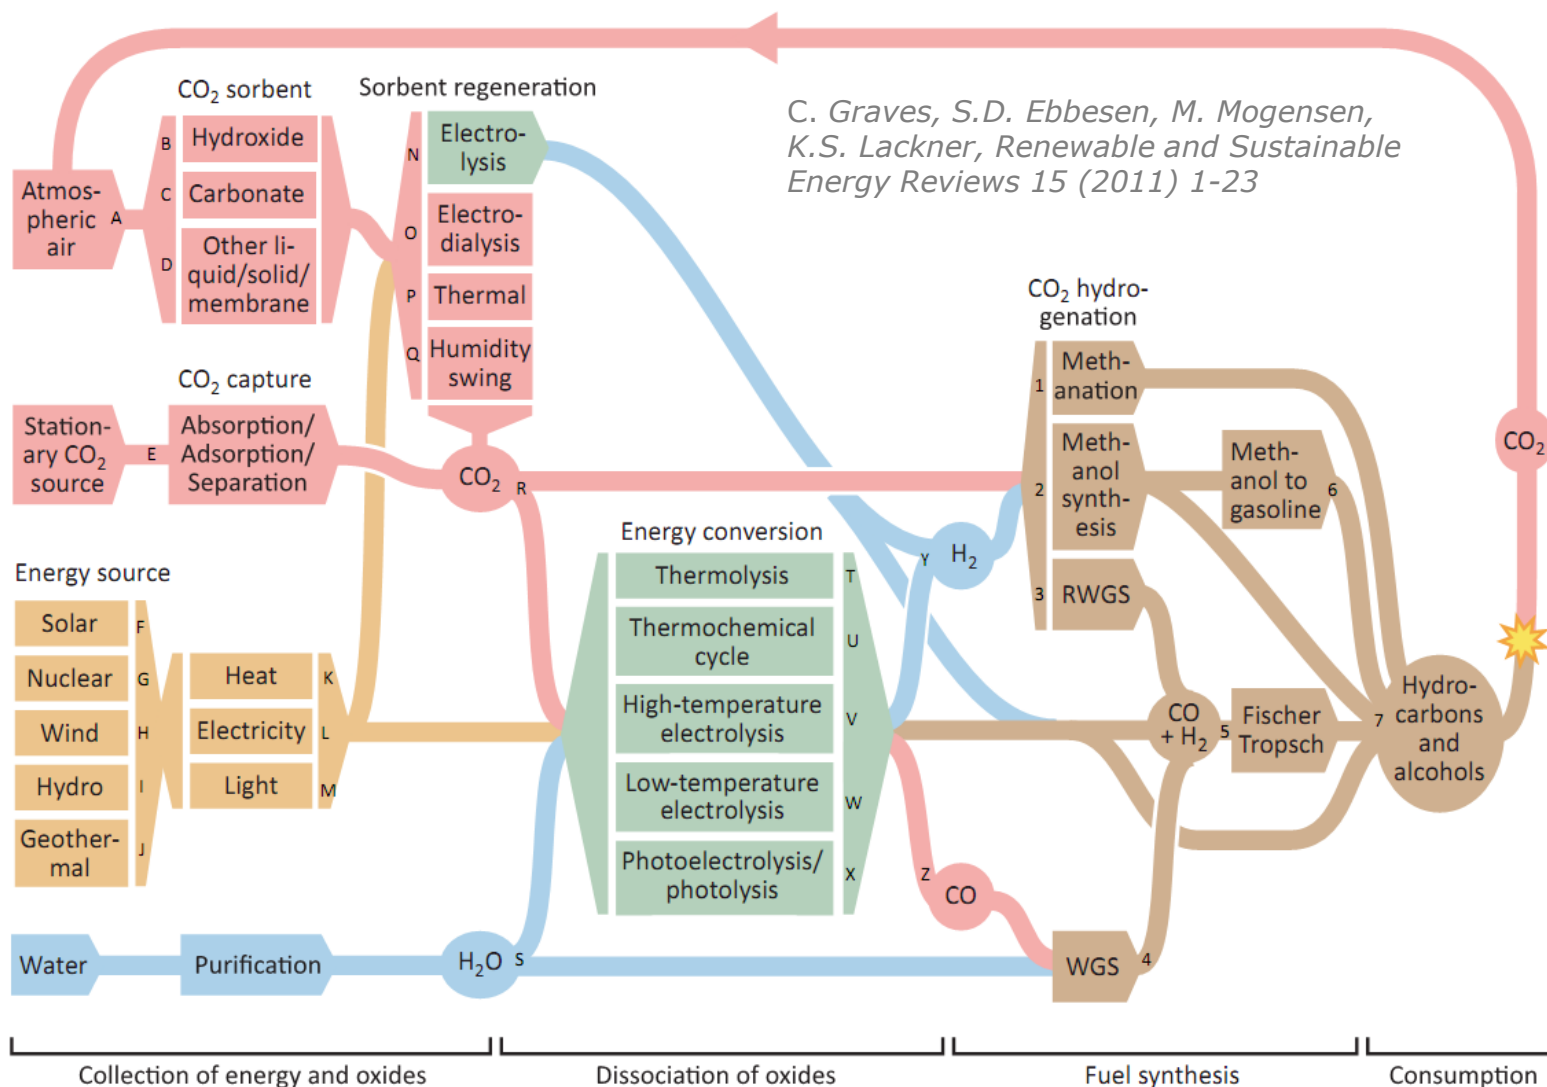 C. Graves, S.D. Ebbesen, M. Mogensen,
K.S. Lackner, Renewable and Sustainable
Energy Reviews 15 (2011) 1-23
CO₂ sorbent
Sorbent regeneration
Atmos-
pheric
air
A
B
Hydroxide
C
Carbonate
D
Other li-
quid/solid/
membrane
N
Electro-
lysis
O
Electro-
dialysis
P
Thermal
Q
Humidity
swing
CO₂ capture
Station-
ary CO₂
source
E
Absorption/
Adsorption/
Separation
CO₂
R
Energy source
Solar
F
Nuclear
G
Wind
H
Hydro
I
Geother-
mal
J
Heat
K
Electricity
L
Light
M
Water
Purification
H₂O
S
Energy conversion
Thermolysis
T
Thermochemical
cycle
U
High-temperature
electrolysis
V
Low-temperature
electrolysis
W
Photoelectrolysis/
photolysis
X
Y
H₂
Z
CO
CO₂ hydro-
genation
1
Meth-
anation
2
Meth-
anol
synth-
esis
3
RWGS
Meth-
anol to
gasoline
6
CO
+ H₂
5
Fischer
Tropsch
WGS
4
7
Hydro-
carbons
and
alcohols
CO₂
Collection of energy and oxides
Dissociation of oxides
Fuel synthesis
Consumption